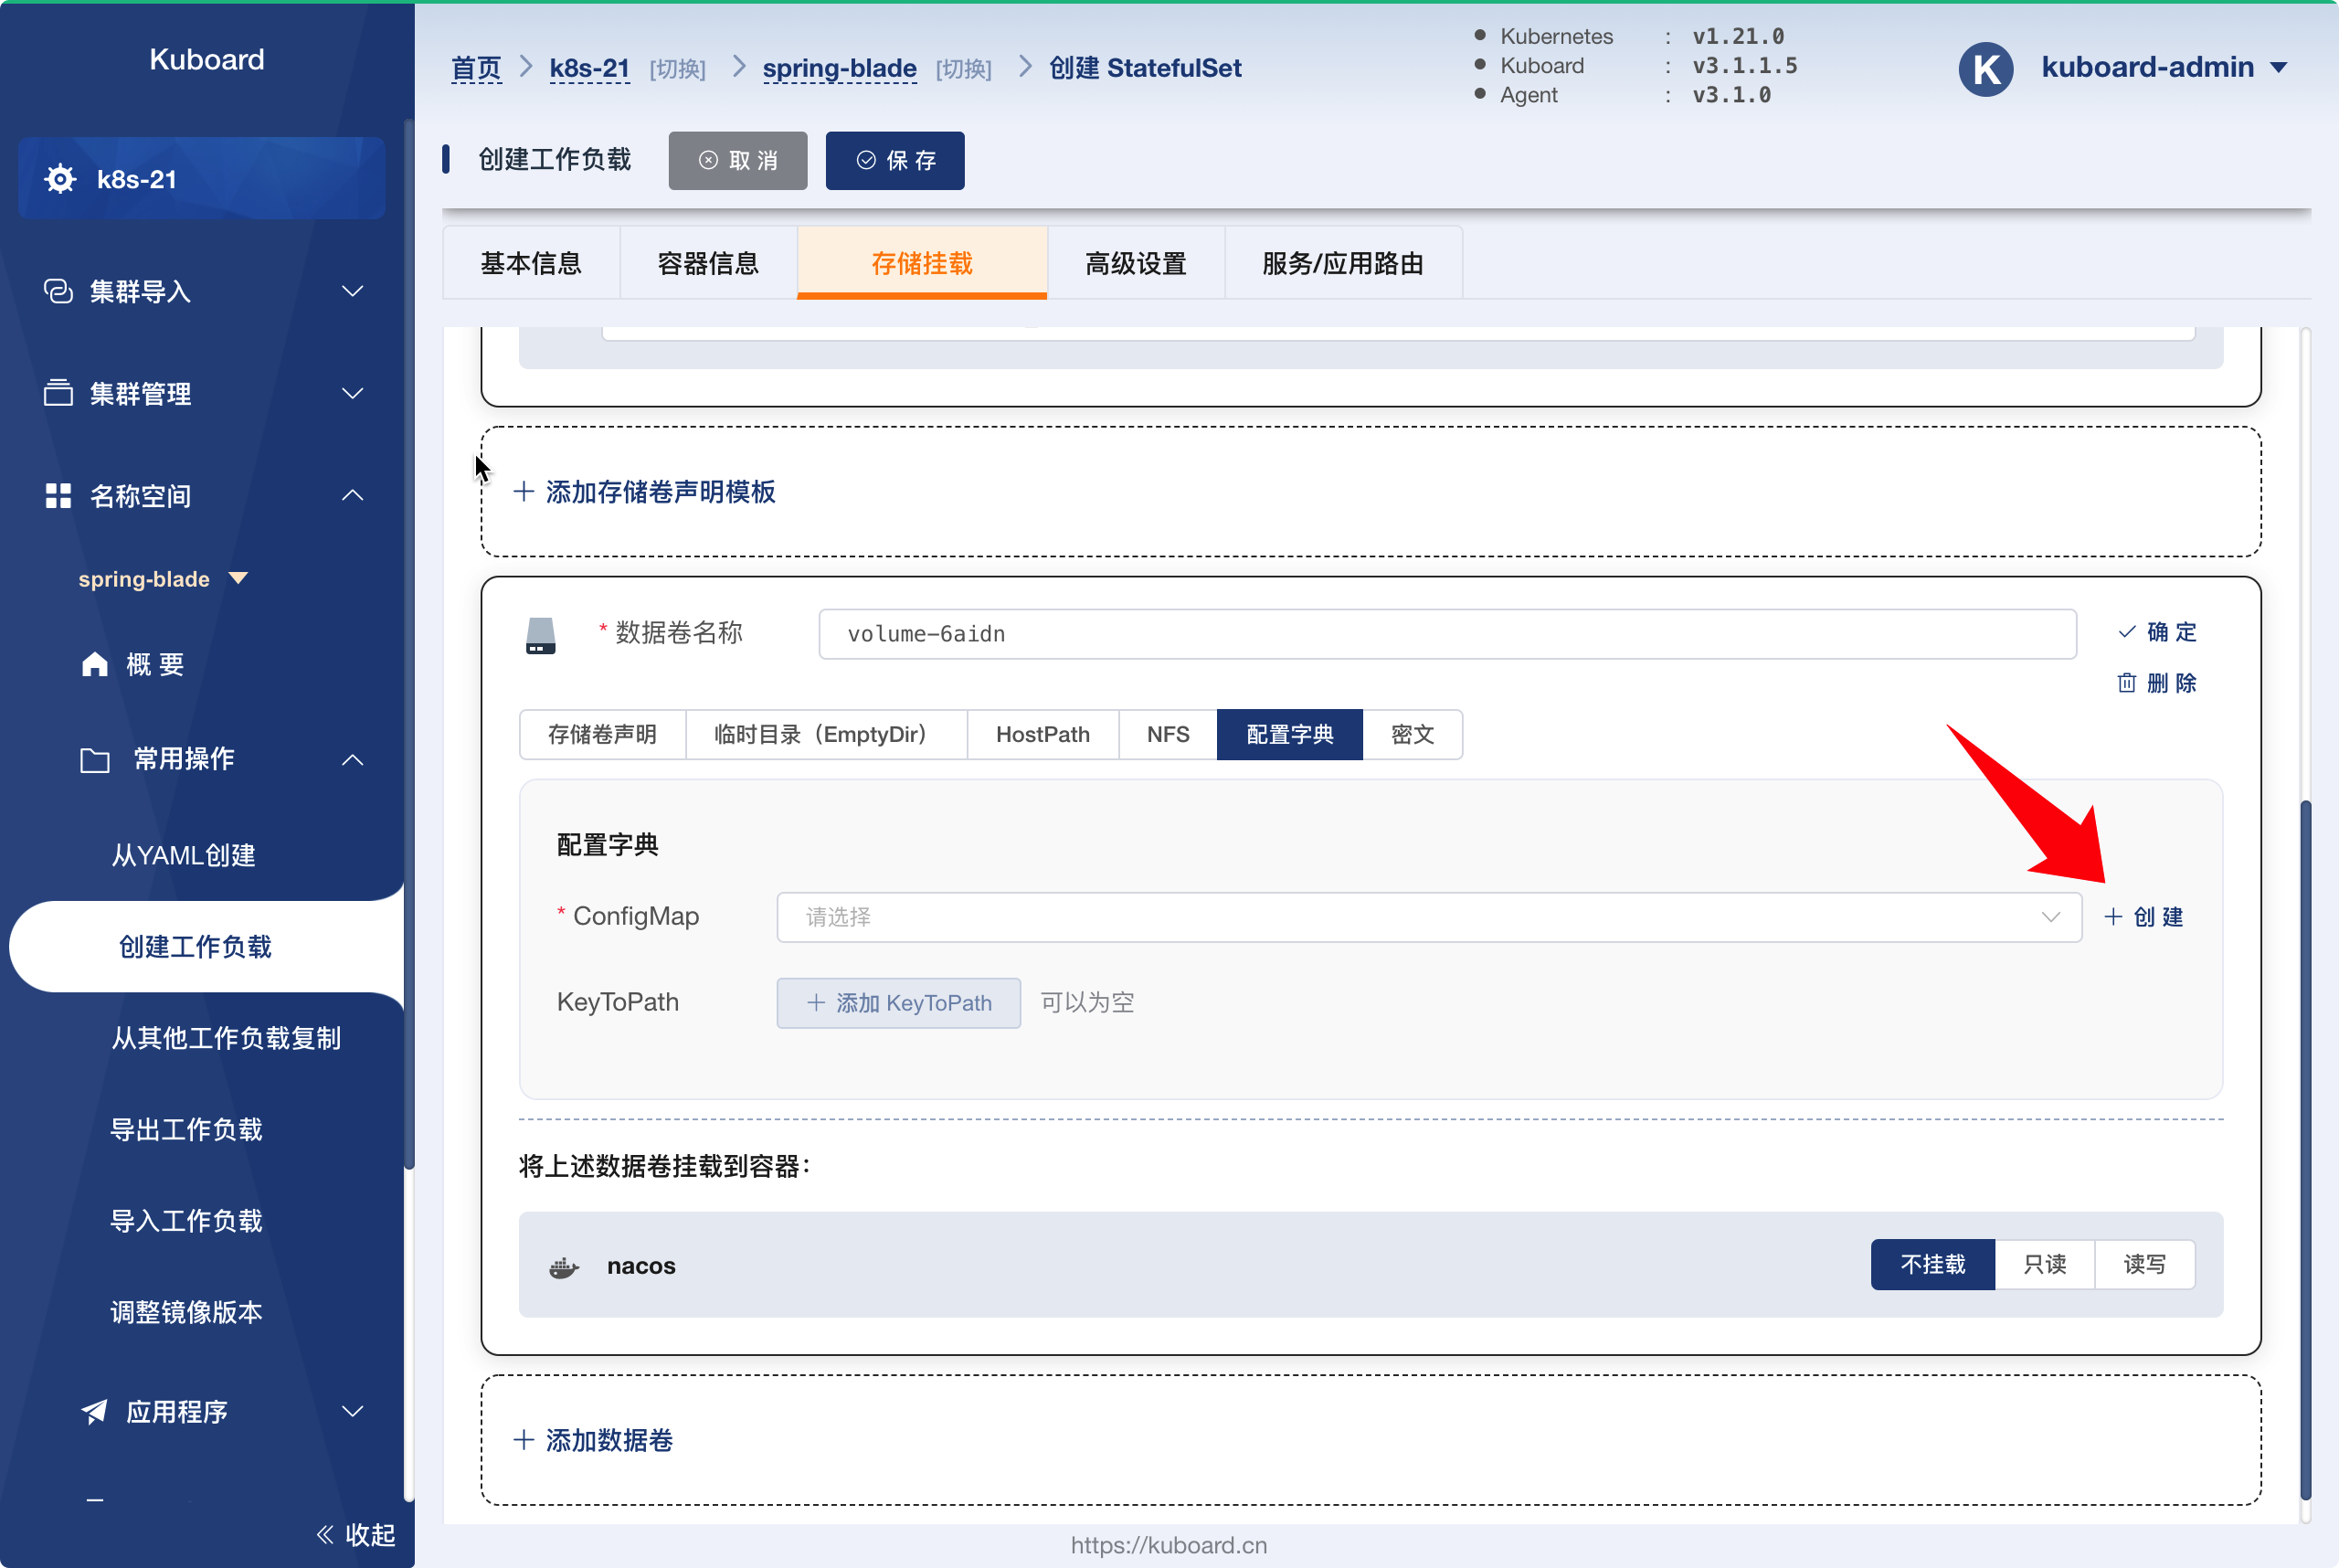 Kuboard
k8s-21
集群导入
集群管理
名称空间
spring-blade
概 要
常用操作
从YAML创建
创建工作负载
从其他工作负载复制
导出工作负载
导入工作负载
调整镜像版本
应用程序
收起
首页 k8s-21 [切换] spring-blade [切换] 创建 StatefulSet
Kubernetes : v1.21.0
Kuboard : v3.1.1.5
Agent : v3.1.0
K kuboard-admin
创建工作负载 取 消 保 存
基本信息 容器信息 存储挂载 高级设置 服务/应用路由
添加存储卷声明模板
* 数据卷名称 volume-6aidn 确 定
删 除
存储卷声明 临时目录（EmptyDir） HostPath NFS 配置字典 密文
配置字典
* ConfigMap 请选择 创 建
KeyToPath 添加 KeyToPath 可以为空
将上述数据卷挂载到容器：
nacos 不挂载 只读 读写
添加数据卷
https://kuboard.cn